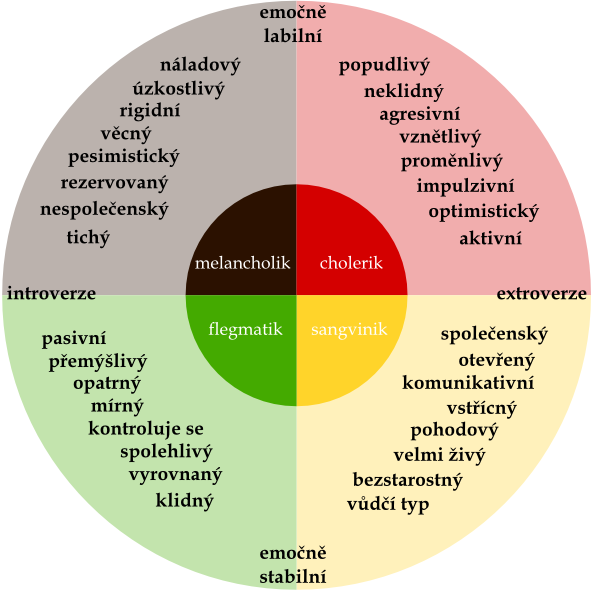 emočně
labilní
náladový
úzkostlivý
rigidní
věcný
pesimistický
rezervovaný
nespolečenský
tichý
popudlivý
neklidný
agresivní
vznětlivý
proměnlivý
impulzivní
optimistický
aktivní
melancholik
cholerik
introverze
extroverze
flegmatik
sangvinik
pasivní
přemýšlivý
opatrný
mírný
kontroluje se
spolehlivý
vyrovnaný
klidný
společenský
otevřený
komunikativní
vstřícný
pohodový
velmi živý
bezstarostný
vůdčí typ
emočně
stabilní